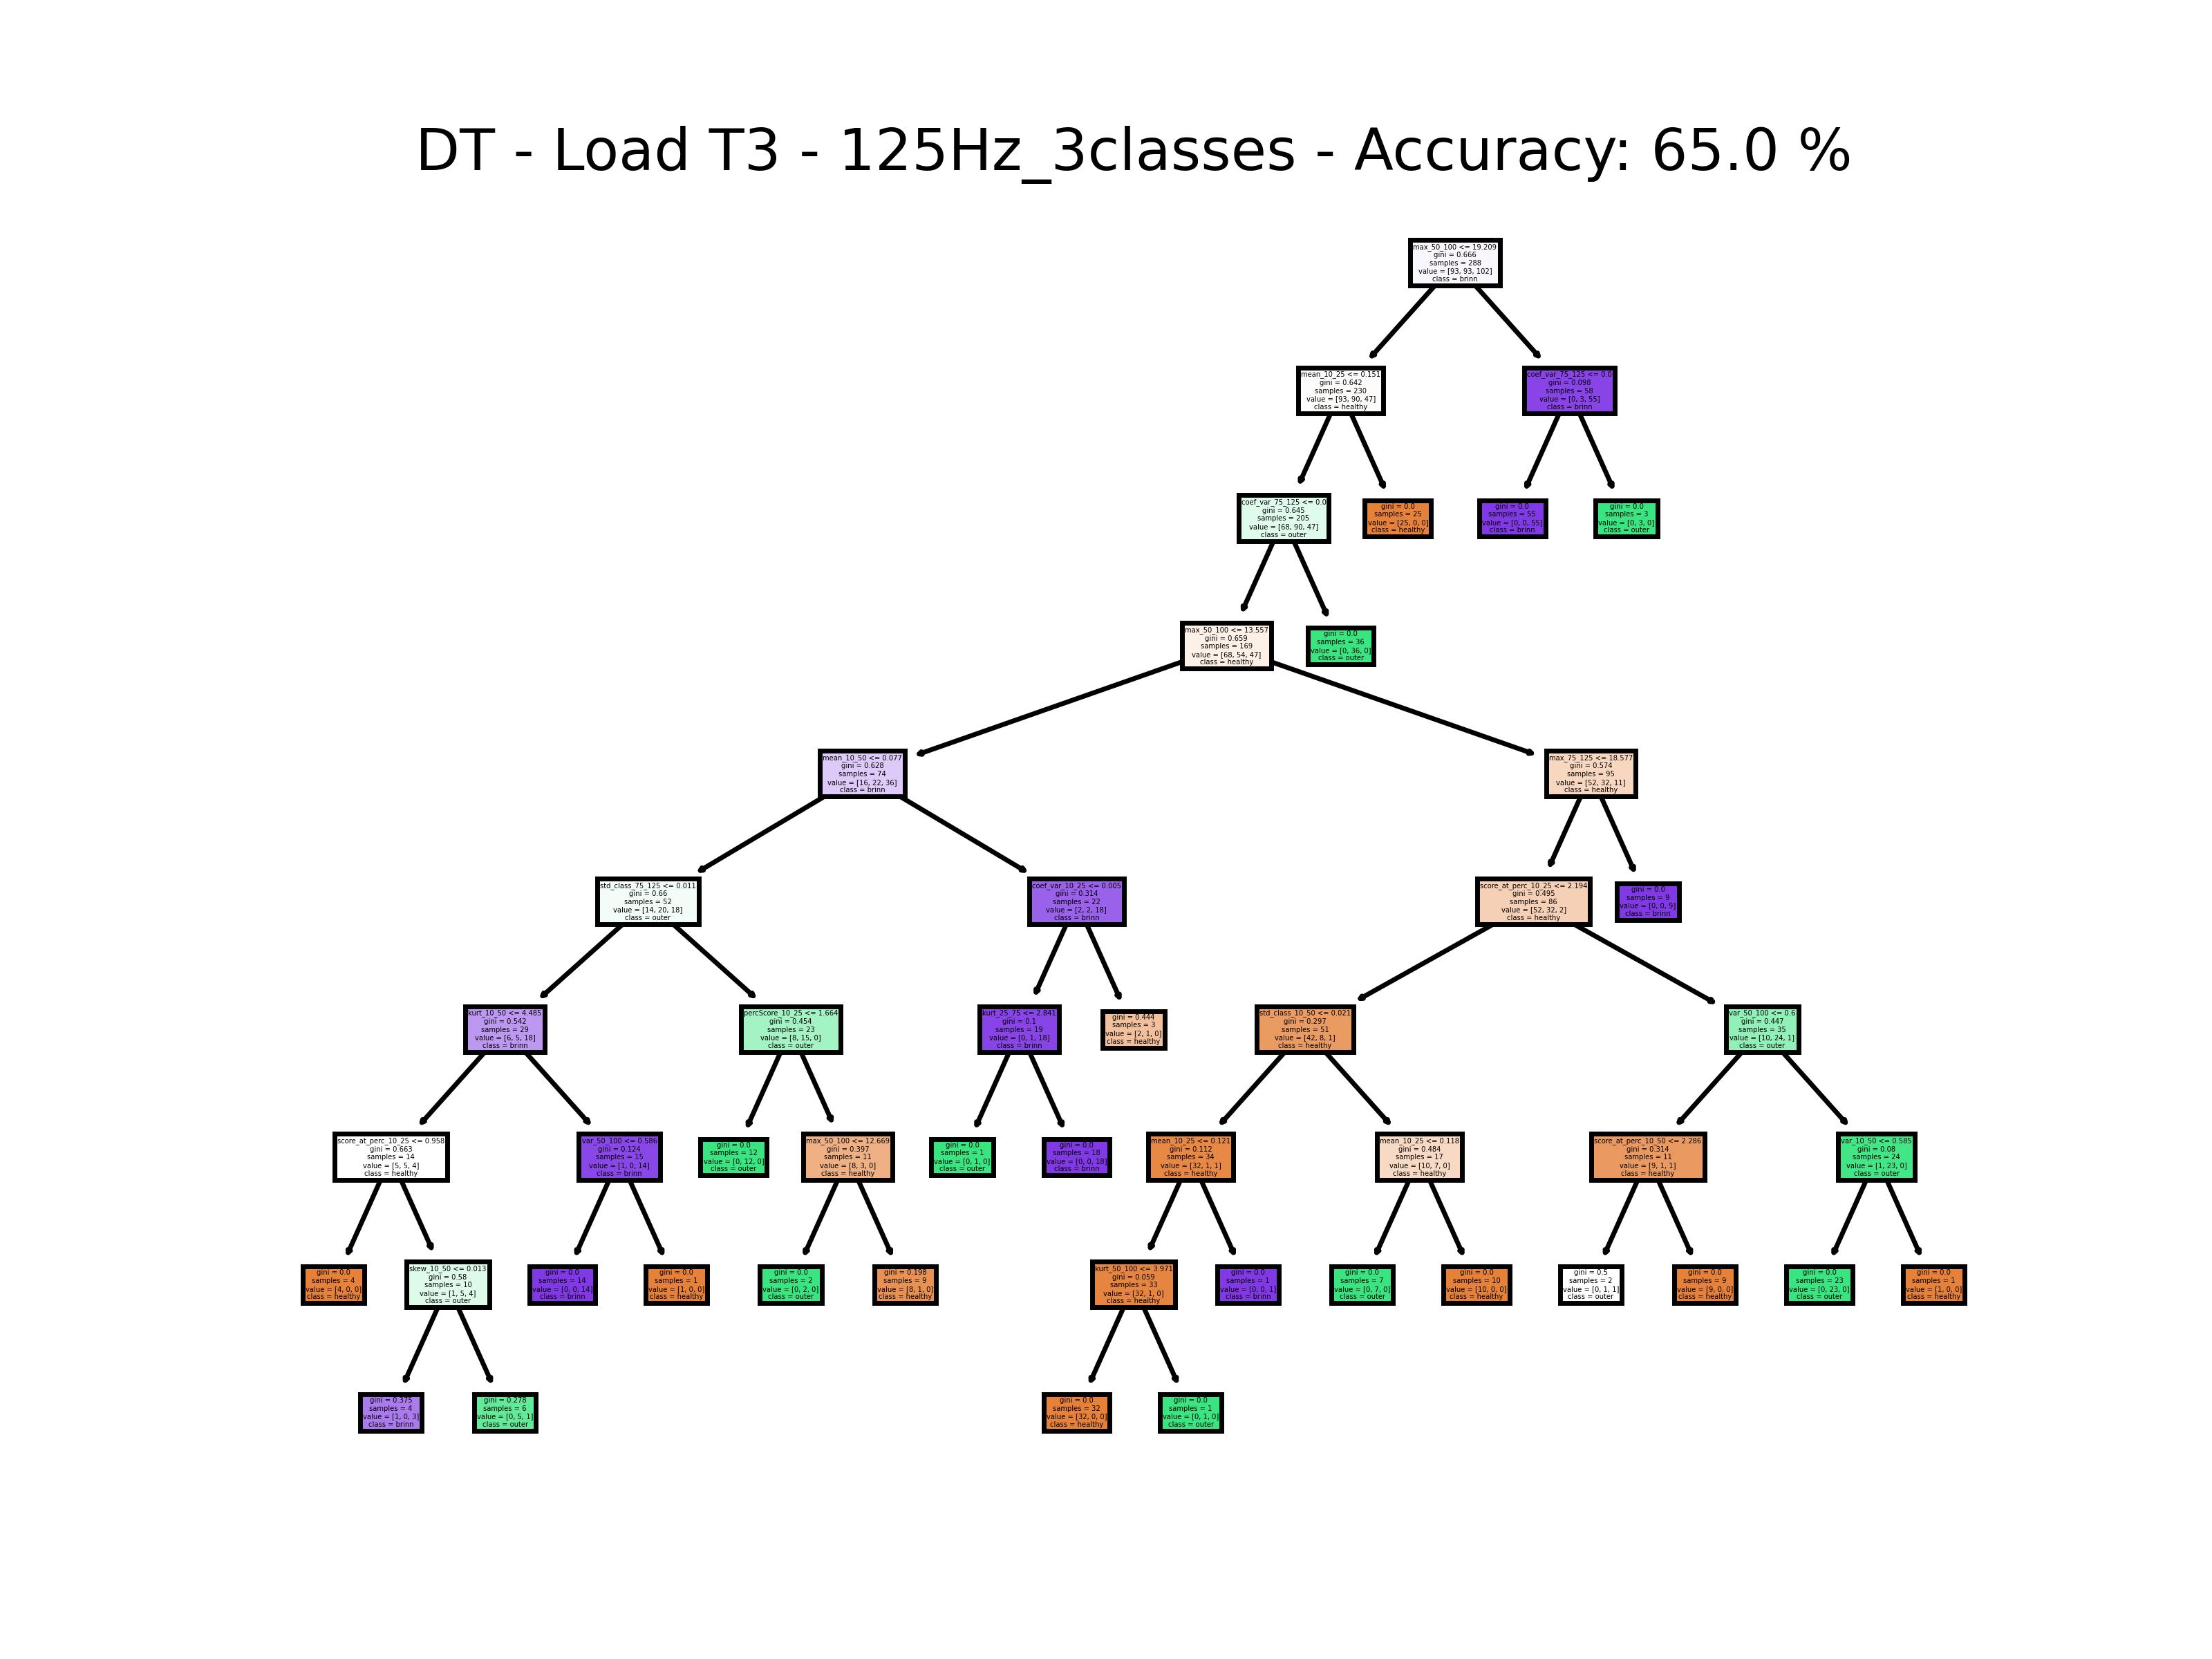 DT - Load T3 - 125Hz_3classes - Accuracy: 65.0 %
max_50_100 <= 19.209
gini = 0.666
samples = 288
value = [93, 93, 102]
class = brinn
mean_10_25 <= 0.151
gini = 0.642
samples = 230
value = [93, 90, 47]
class = healthy
coef_var_75_125 <= 0.0
gini = 0.098
samples = 58
value = [0, 3, 55]
class = brinn
coef_var_75_125 <= 0.0
gini = 0.645
samples = 205
value = [68, 90, 47]
class = outer
gini = 0.0
samples = 25
value = [25, 0, 0]
class = healthy
gini = 0.0
samples = 55
value = [0, 0, 55]
class = brinn
gini = 0.0
samples = 3
value = [0, 3, 0]
class = outer
max_50_100 <= 13.557
gini = 0.659
samples = 169
value = [68, 54, 47]
class = healthy
gini = 0.0
samples = 36
value = [0, 36, 0]
class = outer
mean_10_50 <= 0.077
gini = 0.628
samples = 74
value = [16, 22, 36]
class = brinn
max_75_125 <= 18.577
gini = 0.574
samples = 95
value = [52, 32, 11]
class = healthy
std_class_75_125 <= 0.011
gini = 0.66
samples = 52
value = [14, 20, 18]
class = outer
coef_var_10_25 <= 0.005
gini = 0.314
samples = 22
value = [2, 2, 18]
class = brinn
score_at_perc_10_25 <= 2.194
gini = 0.495
samples = 86
value = [52, 32, 2]
class = healthy
gini = 0.0
samples = 9
value = [0, 0, 9]
class = brinn
kurt_10_50 <= 4.485
gini = 0.542
samples = 29
value = [6, 5, 18]
class = brinn
percScore_10_25 <= 1.664
gini = 0.454
samples = 23
value = [8, 15, 0]
class = outer
kurt_25_75 <= 2.841
gini = 0.1
samples = 19
value = [0, 1, 18]
class = brinn
gini = 0.444
samples = 3
value = [2, 1, 0]
class = healthy
std_class_10_50 <= 0.021
gini = 0.297
samples = 51
value = [42, 8, 1]
class = healthy
var_50_100 <= 0.6
gini = 0.447
samples = 35
value = [10, 24, 1]
class = outer
score_at_perc_10_25 <= 0.958
gini = 0.663
samples = 14
value = [5, 5, 4]
class = healthy
var_50_100 <= 0.586
gini = 0.124
samples = 15
value = [1, 0, 14]
class = brinn
gini = 0.0
samples = 12
value = [0, 12, 0]
class = outer
max_50_100 <= 12.669
gini = 0.397
samples = 11
value = [8, 3, 0]
class = healthy
gini = 0.0
samples = 1
value = [0, 1, 0]
class = outer
gini = 0.0
samples = 18
value = [0, 0, 18]
class = brinn
mean_10_25 <= 0.121
gini = 0.112
samples = 34
value = [32, 1, 1]
class = healthy
mean_10_25 <= 0.118
gini = 0.484
samples = 17
value = [10, 7, 0]
class = healthy
score_at_perc_10_50 <= 2.286
gini = 0.314
samples = 11
value = [9, 1, 1]
class = healthy
var_10_50 <= 0.585
gini = 0.08
samples = 24
value = [1, 23, 0]
class = outer
gini = 0.0
samples = 4
value = [4, 0, 0]
class = healthy
skew_10_50 <= 0.013
gini = 0.58
samples = 10
value = [1, 5, 4]
class = outer
gini = 0.0
samples = 14
value = [0, 0, 14]
class = brinn
gini = 0.0
samples = 1
value = [1, 0, 0]
class = healthy
gini = 0.0
samples = 2
value = [0, 2, 0]
class = outer
gini = 0.198
samples = 9
value = [8, 1, 0]
class = healthy
kurt_50_100 <= 3.971
gini = 0.059
samples = 33
value = [32, 1, 0]
class = healthy
gini = 0.0
samples = 1
value = [0, 0, 1]
class = brinn
gini = 0.0
samples = 7
value = [0, 7, 0]
class = outer
gini = 0.0
samples = 10
value = [10, 0, 0]
class = healthy
gini = 0.5
samples = 2
value = [0, 1, 1]
class = outer
gini = 0.0
samples = 9
value = [9, 0, 0]
class = healthy
gini = 0.0
samples = 23
value = [0, 23, 0]
class = outer
gini = 0.0
samples = 1
value = [1, 0, 0]
class = healthy
gini = 0.375
samples = 4
value = [1, 0, 3]
class = brinn
gini = 0.278
samples = 6
value = [0, 5, 1]
class = outer
gini = 0.0
samples = 32
value = [32, 0, 0]
class = healthy
gini = 0.0
samples = 1
value = [0, 1, 0]
class = outer